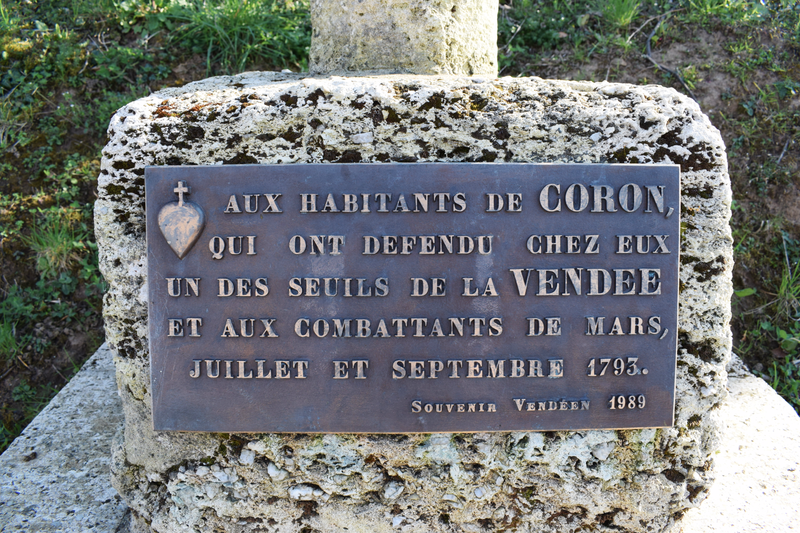 AUX HABITANTS DE CORON,
QUI ONT DEFENDU CHEZ EUX
UN DES SEUILS DE LA VENDEE
ET AUX COMBATTANTS DE MARS,
JUILLET ET SEPTEMBRE 1793.
SOUVENIR VENDÉEN 1989